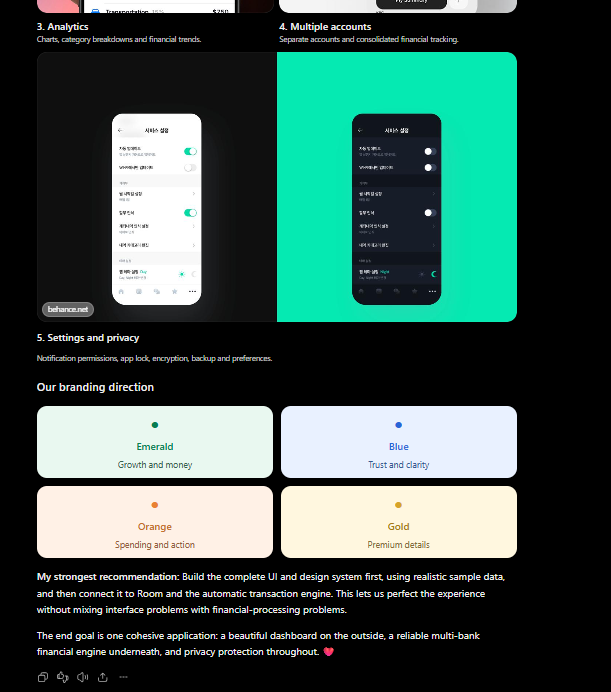 Transportation 15%
$250
3. Analytics
Charts, category breakdowns and financial trends.
4. Multiple accounts
Separate accounts and consolidated financial tracking.
서비스 설정
서비스 설정
behance.net
5. Settings and privacy
Notification permissions, app lock, encryption, backup and preferences.
Our branding direction
Emerald
Growth and money
Blue
Trust and clarity
Orange
Spending and action
Gold
Premium details
My strongest recommendation: Build the complete UI and design system first, using realistic sample data,
and then connect it to Room and the automatic transaction engine. This lets us perfect the experience
without mixing interface problems with financial-processing problems.
The end goal is one cohesive application: a beautiful dashboard on the outside, a reliable multi-bank
financial engine underneath, and privacy protection throughout. 💖